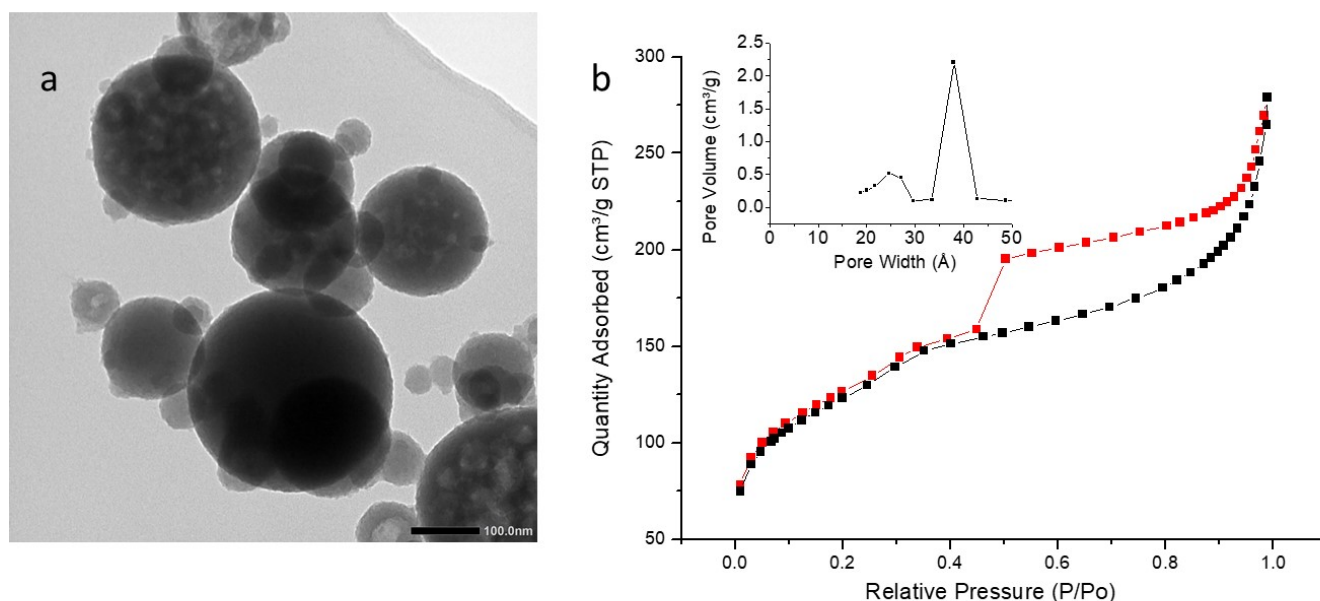 a
100.0nm
b
Quantity Adsorbed (cm³/g STP)
300
250
200
150
100
50
0.0 0.2 0.4 0.6 0.8 1.0
Relative Pressure (P/Po)
Pore Volume (cm³/g)
2.5
2.0
1.5
1.0
0.5
0.0
0 10 20 30 40 50
Pore Width (Å)